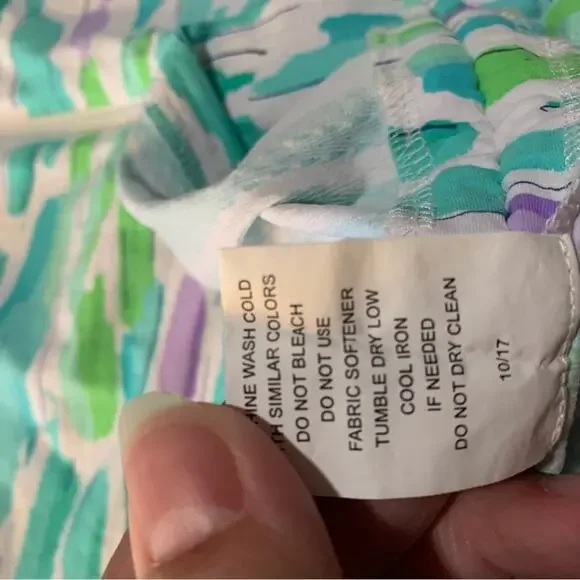 HINE WASH COLD
TH SIMILAR COLORS
DO NOT BLEACH
DO NOT USE
FABRIC SOFTENER
TUMBLE DRY LOW
COOL IRON
IF NEEDED
DO NOT DRY CLEAN
10/17